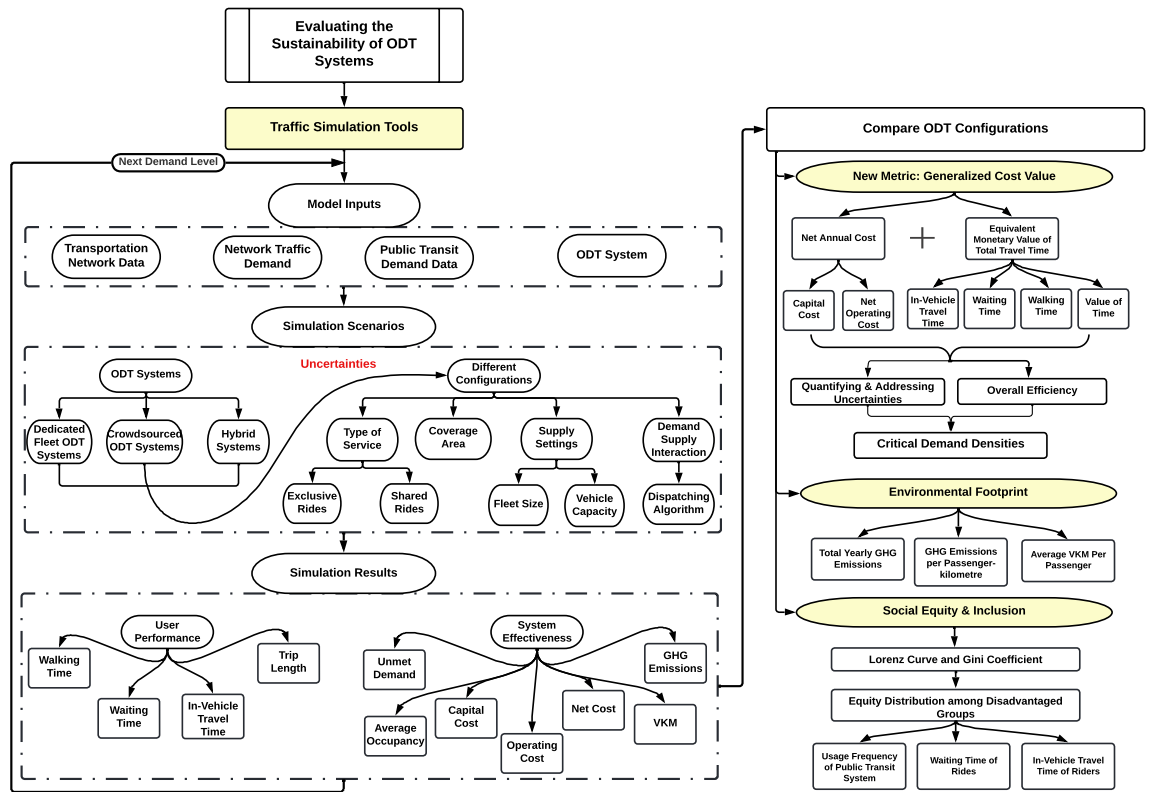 Evaluating the
Sustainability of ODT
Systems
Traffic Simulation Tools
Next Demand Level
Model Inputs
Transportation
Network Data
Network Traffic
Demand
Public Transit
Demand Data
ODT System
Simulation Scenarios
Uncertainties
ODT Systems
Different
Configurations
Dedicated
Fleet ODT
Systems
Crowdsourced
ODT Systems
Hybrid
Systems
Type of
Service
Coverage
Area
Supply
Settings
Demand
Supply
Interaction
Exclusive
Rides
Shared
Rides
Fleet Size
Vehicle
Capacity
Dispatching
Algorithm
Simulation Results
User
Performance
Walking
Time
Waiting
Time
In-Vehicle
Travel
Time
Trip
Length
System
Effectiveness
Unmet
Demand
Average
Occupancy
Capital
Cost
Operating
Cost
Net Cost
VKM
GHG
Emissions
Compare ODT Configurations
New Metric: Generalized Cost Value
Net Annual Cost
Equivalent
Monetary Value of
Total Travel Time
Capital
Cost
Net
Operating
Cost
In-Vehicle
Travel
Time
Waiting
Time
Walking
Time
Value of
Time
Quantifying & Addressing
Uncertainties
Overall Efficiency
Critical Demand Densities
Environmental Footprint
Total Yearly GHG
Emissions
GHG Emissions
per Passenger-
kilometre
Average VKM Per
Passenger
Social Equity & Inclusion
Lorenz Curve and Gini Coefficient
Equity Distribution among Disadvantaged
Groups
Usage Frequency
of Public Transit
System
Waiting Time of
Rides
In-Vehicle Travel
Time of Riders